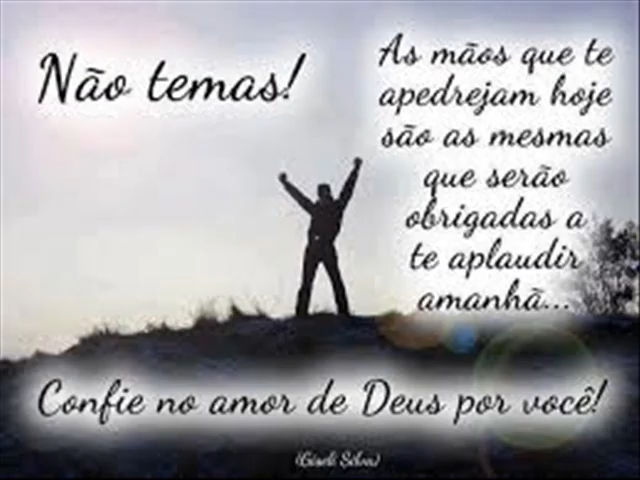 Não temas!
As mãos que te
apedrejam hoje
são as mesmas
que serão
obrigadas a
te aplaudir
amanhã...
Confie no amor de Deus por você!
(Giseli Silva)